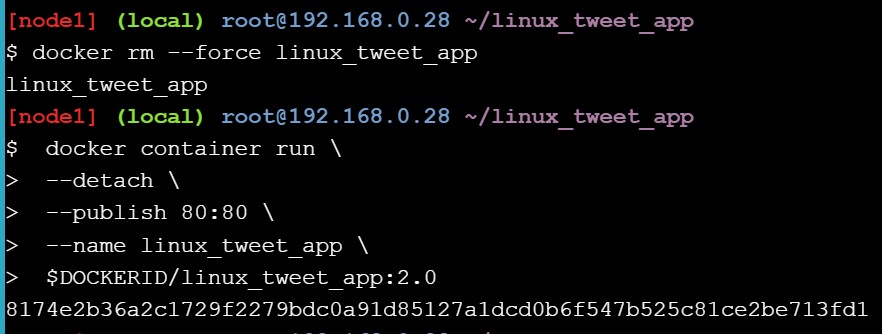 [node1] (local) root@192.168.0.28 ~/linux_tweet_app
$ docker rm --force linux_tweet_app
linux_tweet_app
[node1] (local) root@192.168.0.28 ~/linux_tweet_app
$  docker container run \
>  --detach \
>  --publish 80:80 \
>  --name linux_tweet_app \
>  $DOCKERID/linux_tweet_app:2.0
8174e2b36a2c1729f2279bdc0a91d85127a1dcd0b6f547b525c81ce2be713fd1